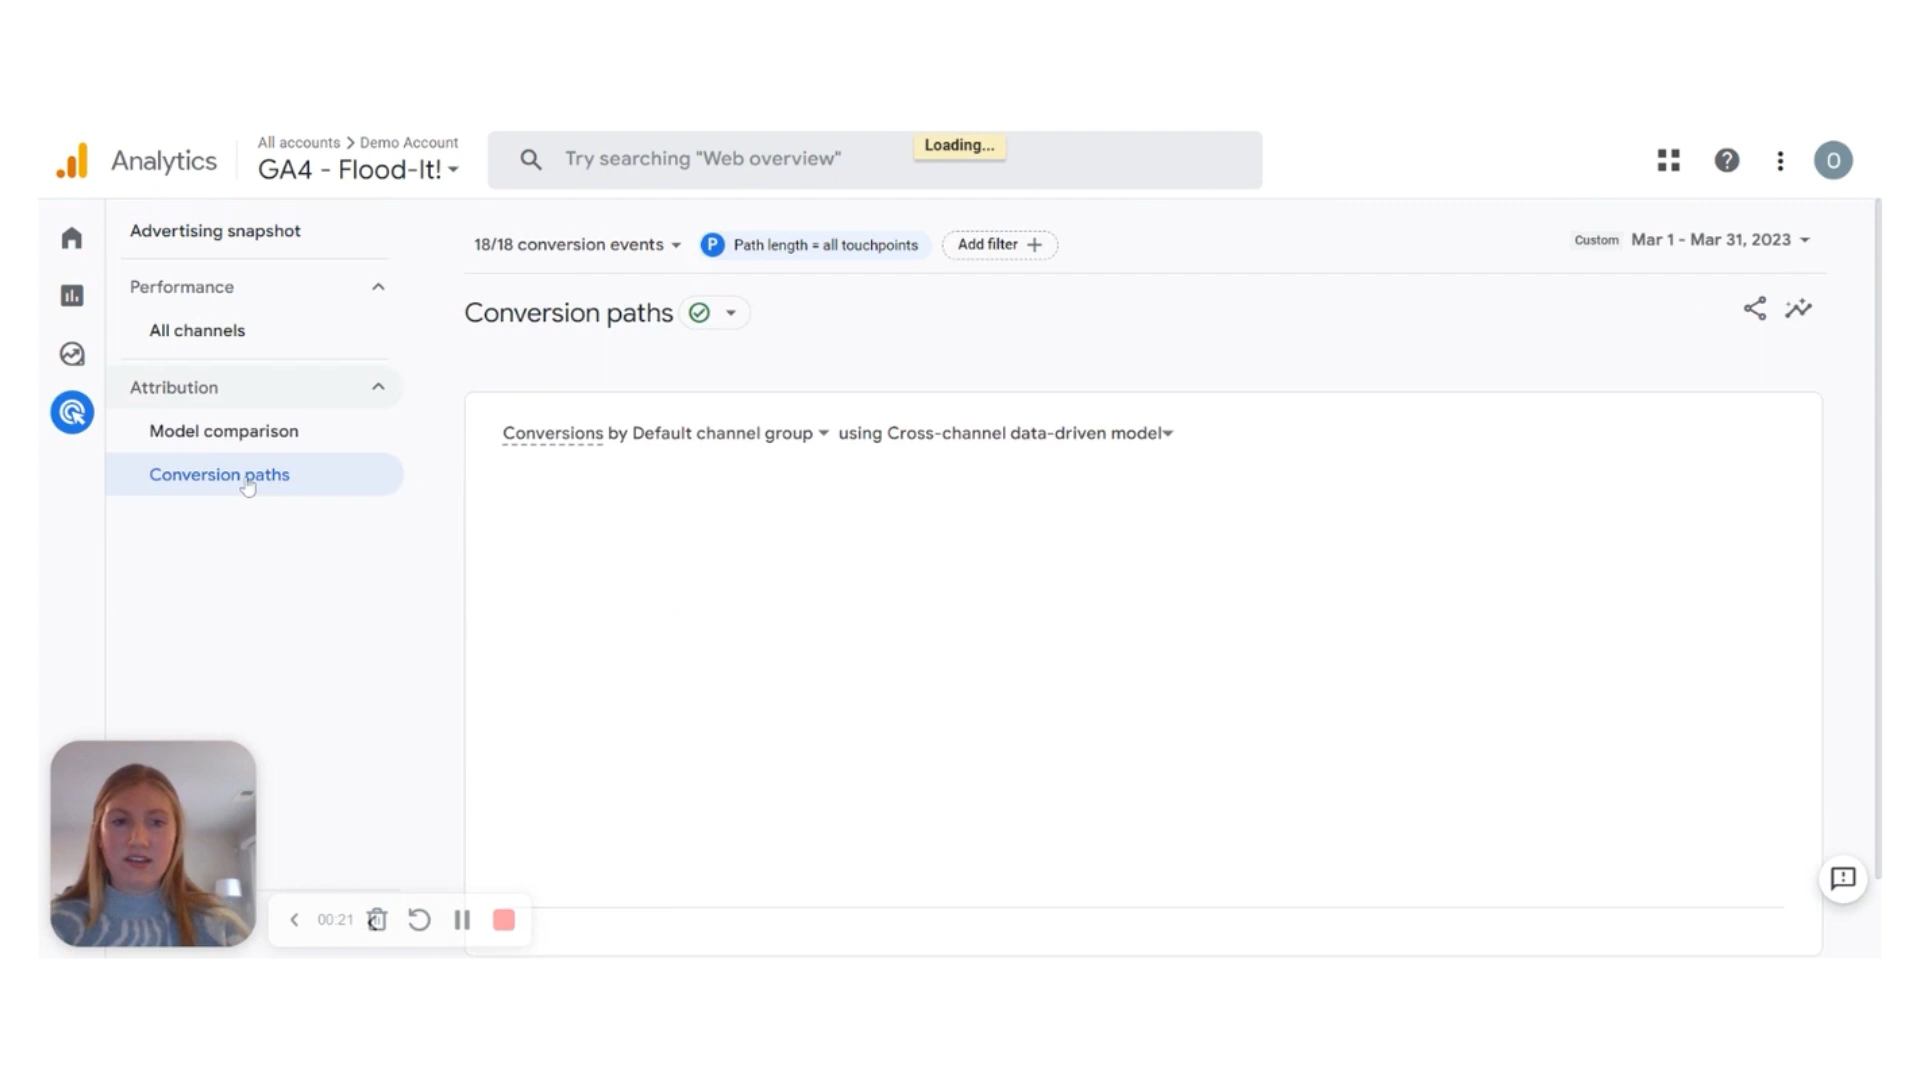 Analytics
All accounts > Demo Account
GA4 - Flood-It!
Try searching "Web overview"
Loading...
O
Advertising snapshot
Performance
All channels
Attribution
Model comparison
Conversion paths
18/18 conversion events
P Path length = all touchpoints
Add filter +
Custom Mar 1 - Mar 31, 2023
Conversion paths
Conversions by Default channel group using Cross-channel data-driven model
00:21